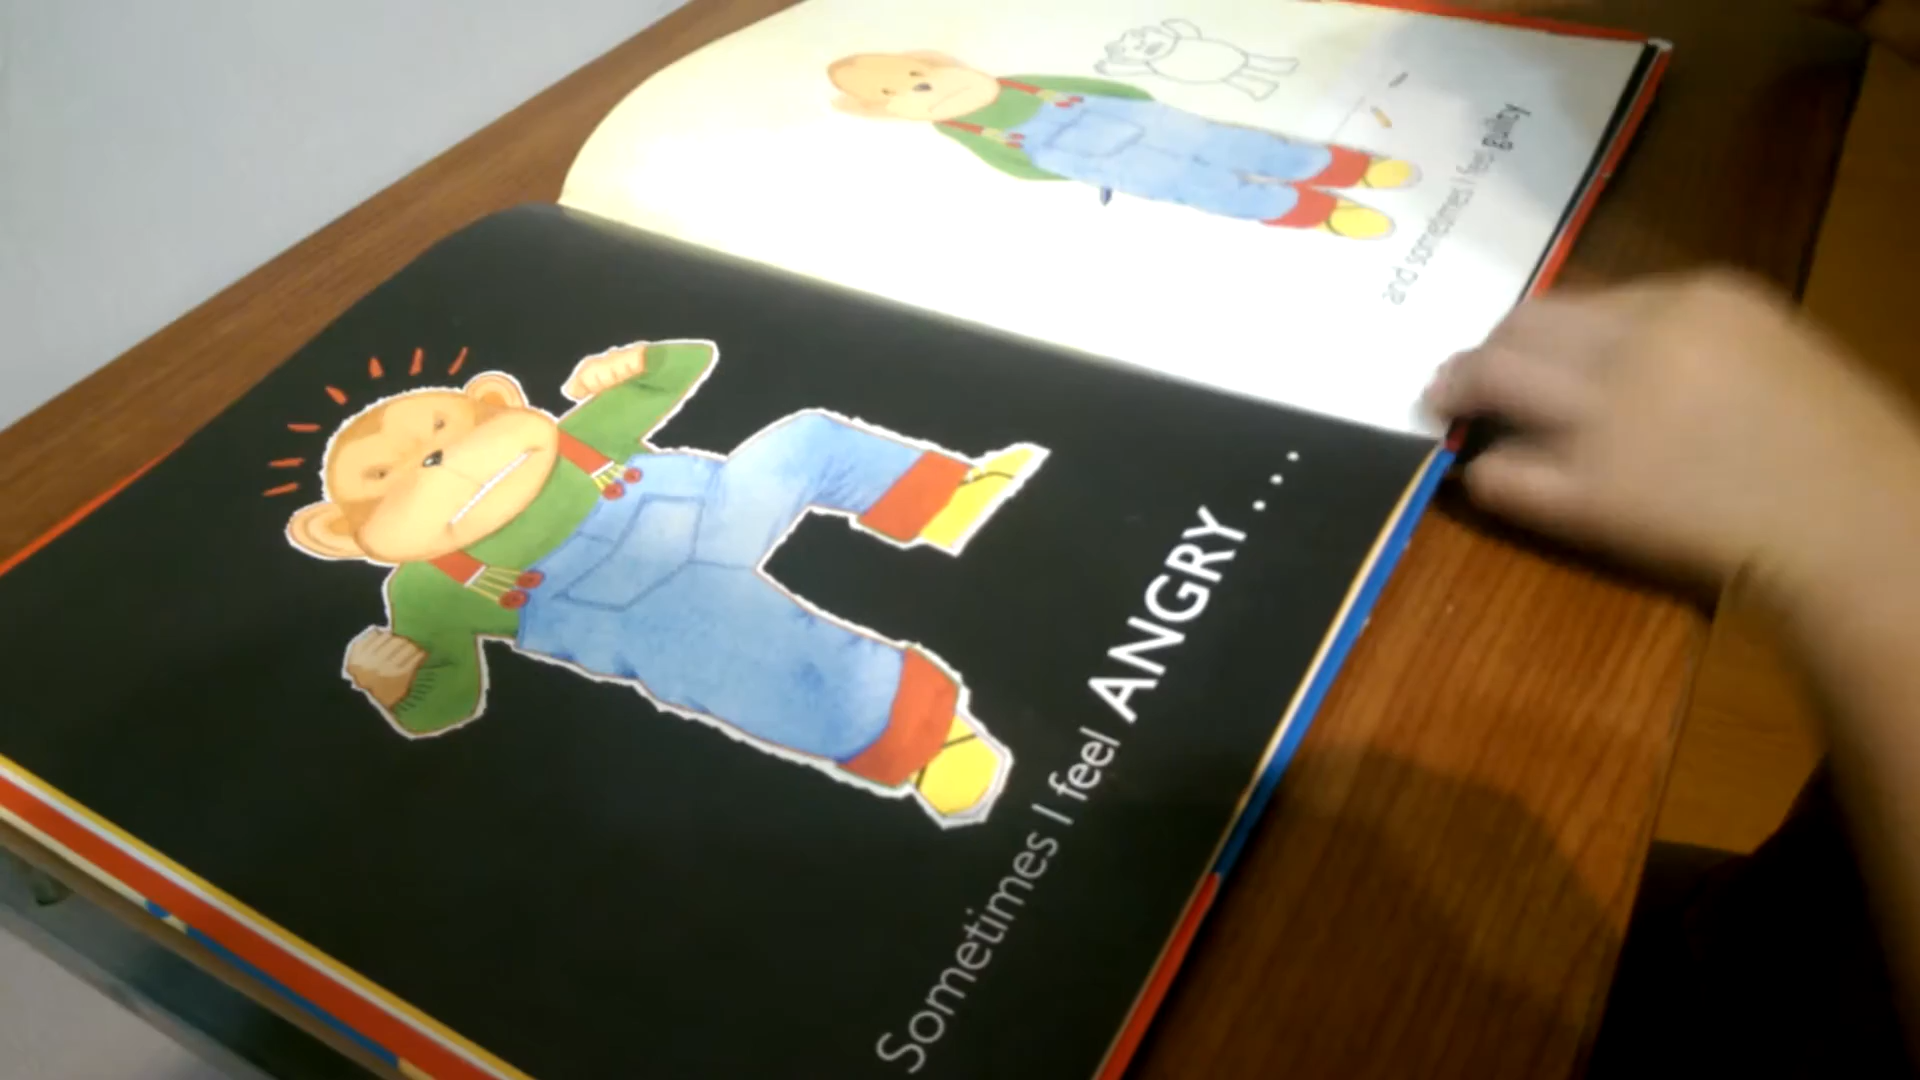 Sometimes I feel ANGRY . . .
and sometimes I feel guilty